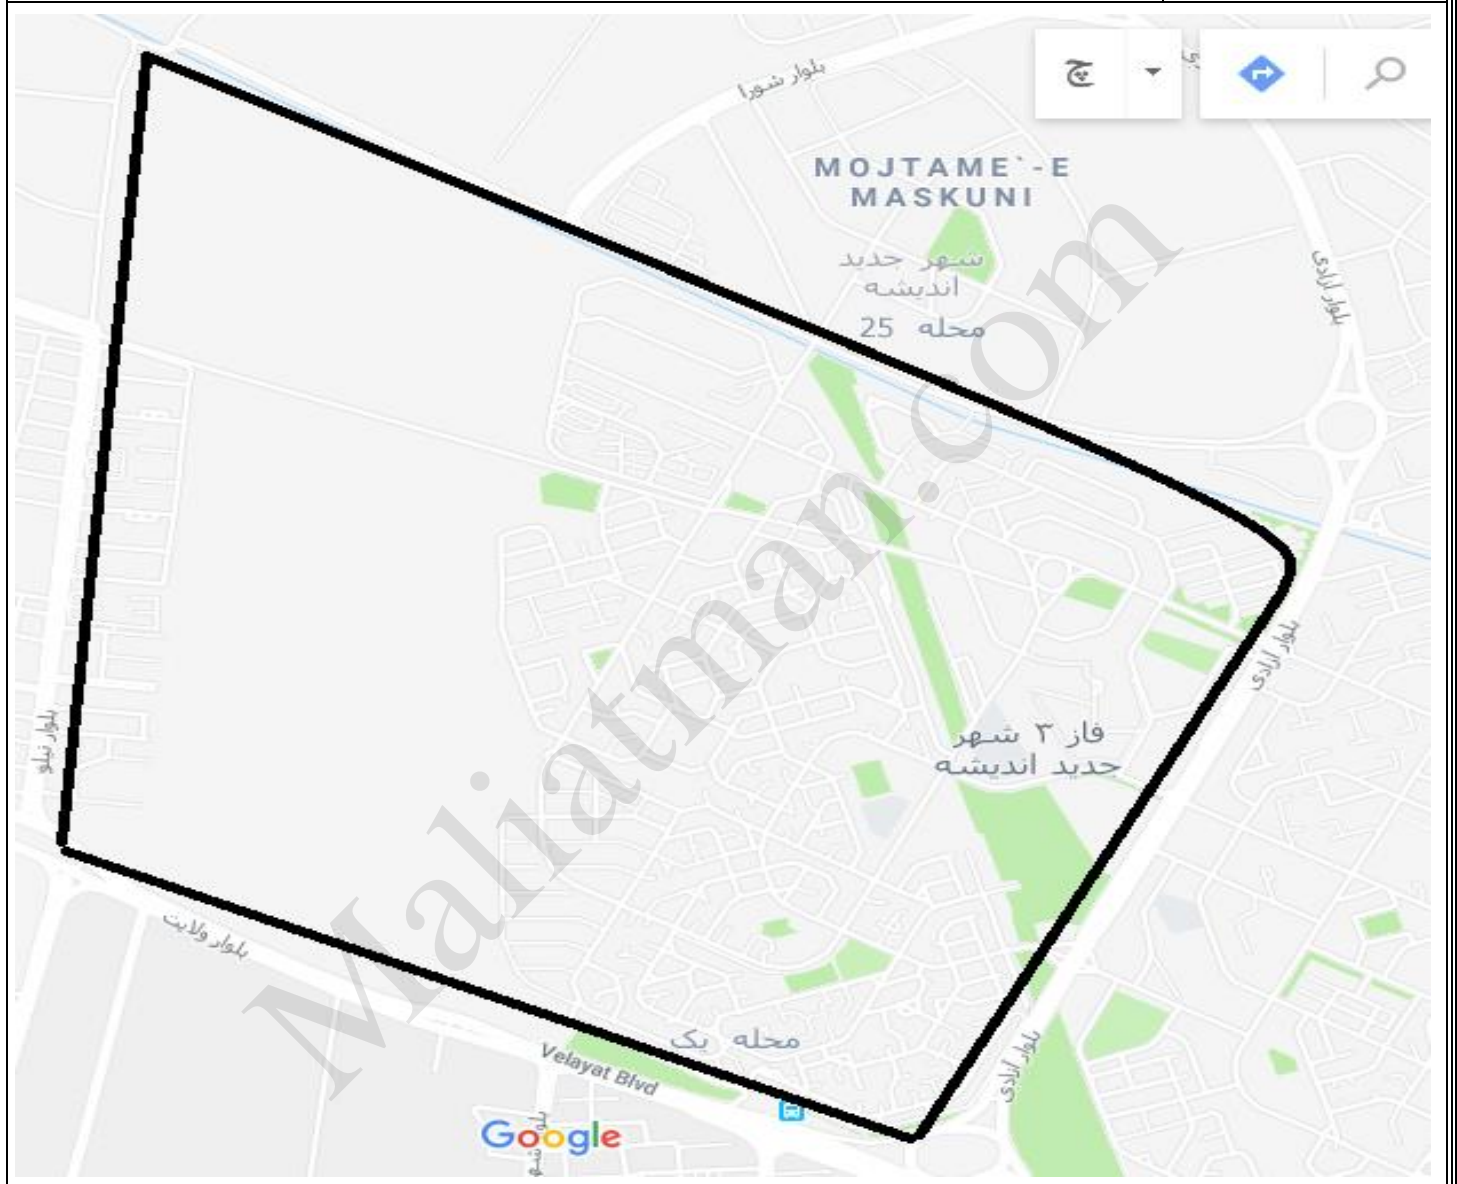 بلوار شورا
چ
MOJTAME`-E
MASKUNI
شهر جدید
اندیشه
محله 25
بلوار آزادی
بلوار آزادی
فاز ۳ شهر
جدید اندیشه
بلوار نیلو
بلوار ولایت
محله یک
Velayat Blvd
بلوار آزادی
Google
Maliatman.com